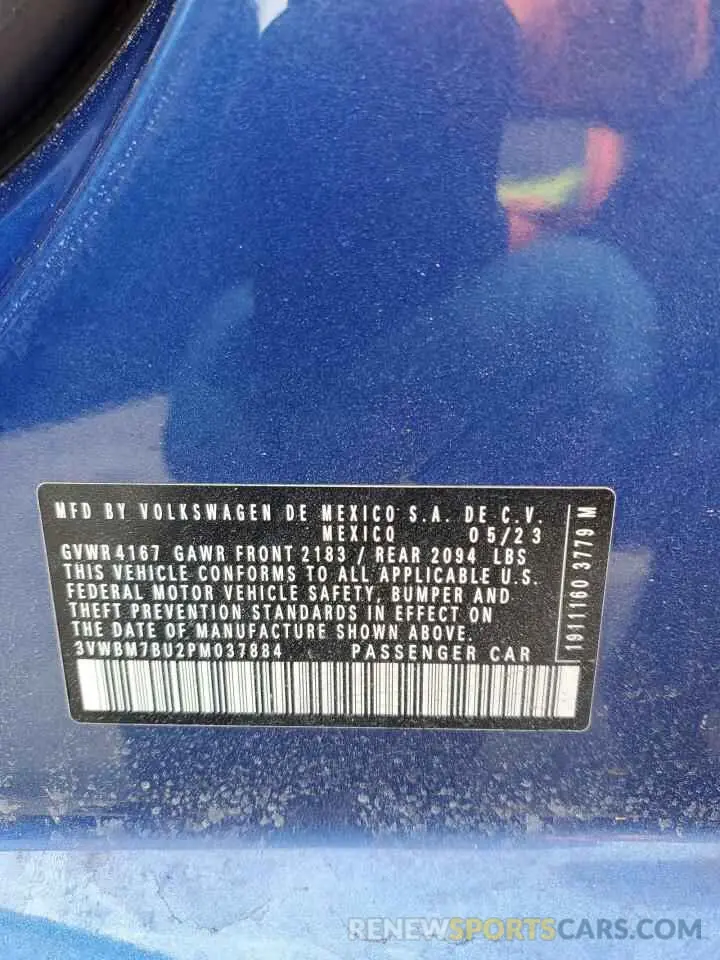 MFD BY VOLKSWAGEN DE MEXICO S.A. DE C.V.
MEXICO 05/23
GVWR 4167 GAWR FRONT 2183 / REAR 2094 LBS
THIS VEHICLE CONFORMS TO ALL APPLICABLE U.S.
FEDERAL MOTOR VEHICLE SAFETY, BUMPER AND
THEFT PREVENTION STANDARDS IN EFFECT ON
THE DATE OF MANUFACTURE SHOWN ABOVE.
3VWBM7BU2PM037884 PASSENGER CAR
1911160 3779 M
RENEWSPORTSCARS.COM